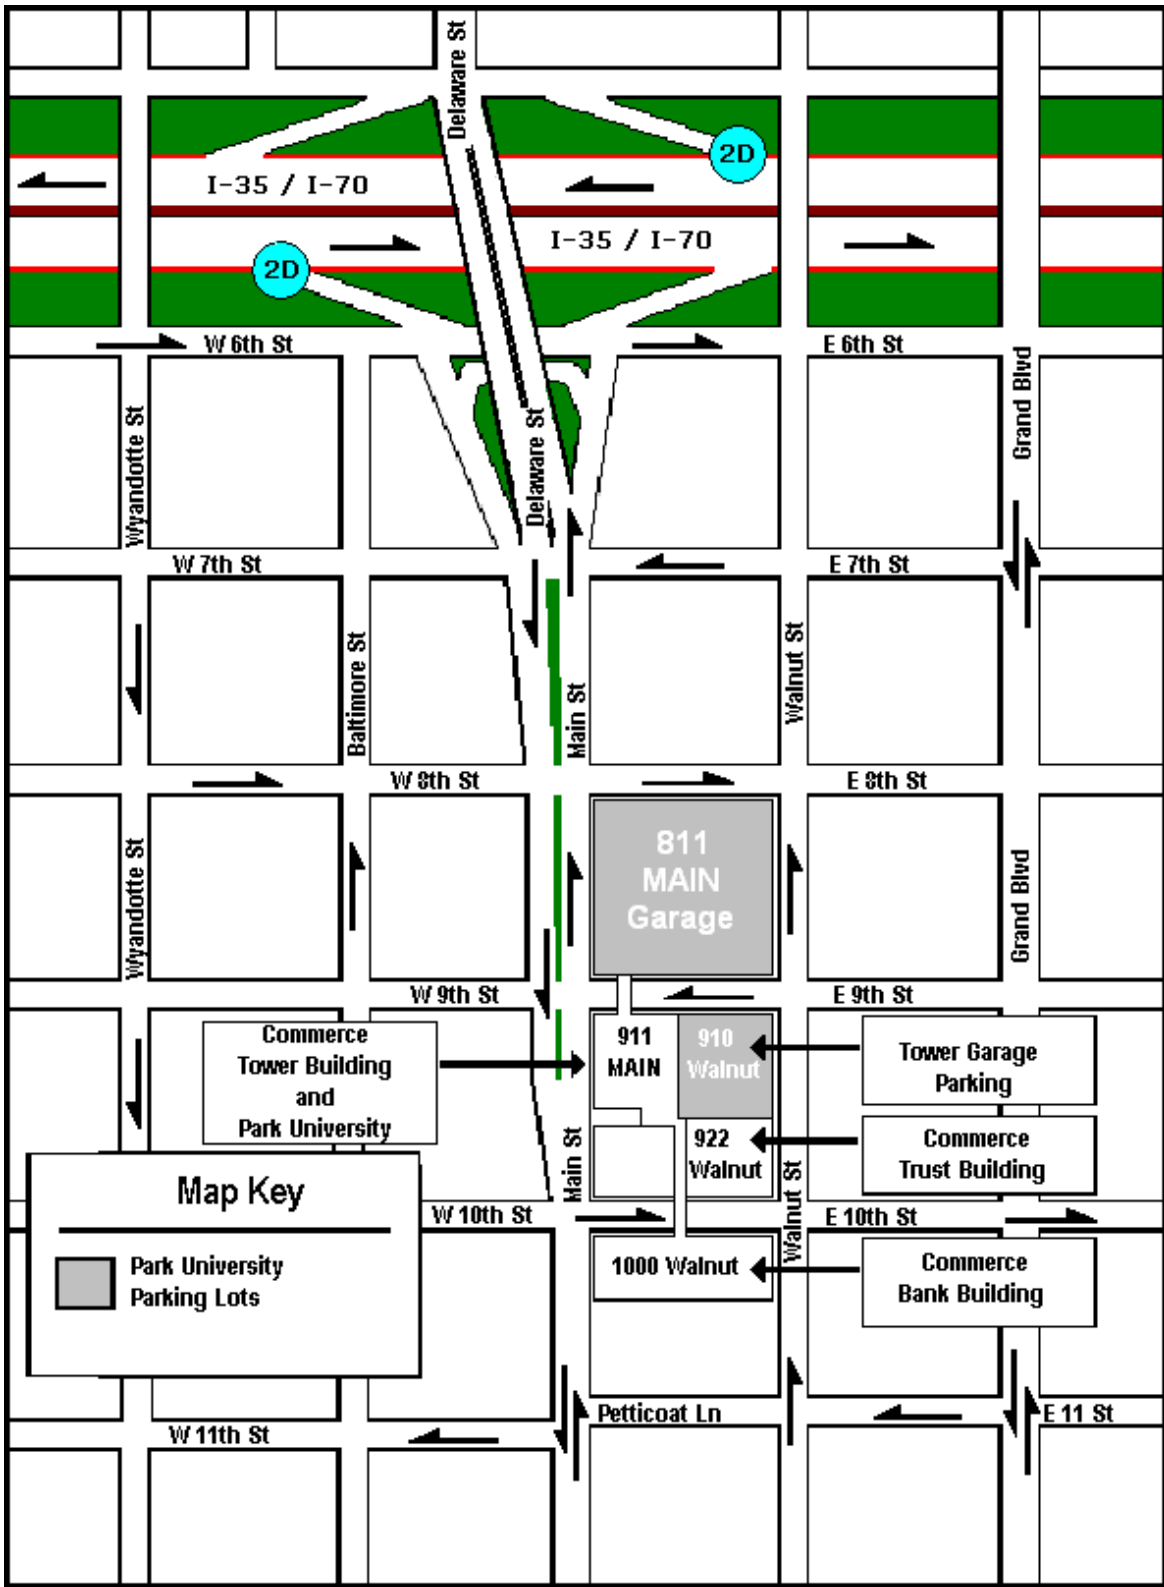 Delaware St
2D
I-35 / I-70
I-35 / I-70
2D
W 6th St
E 6th St
Wyandotte St
Delaware St
Grand Blvd
W 7th St
E 7th St
Baltimore St
Main St
Walnut St
W 8th St
E 8th St
811
MAIN
Garage
Wyandotte St
Grand Blvd
W 9th St
E 9th St
Commerce
Tower Building
and
Park University
911
MAIN
910
Walnut
Tower Garage
Parking
922
Walnut
Commerce
Trust Building
Main St
Walnut St
Map Key
Park University
Parking Lots
W 10th St
E 10th St
1000 Walnut
Commerce
Bank Building
Petticoat Ln
E 11 St
W 11th St